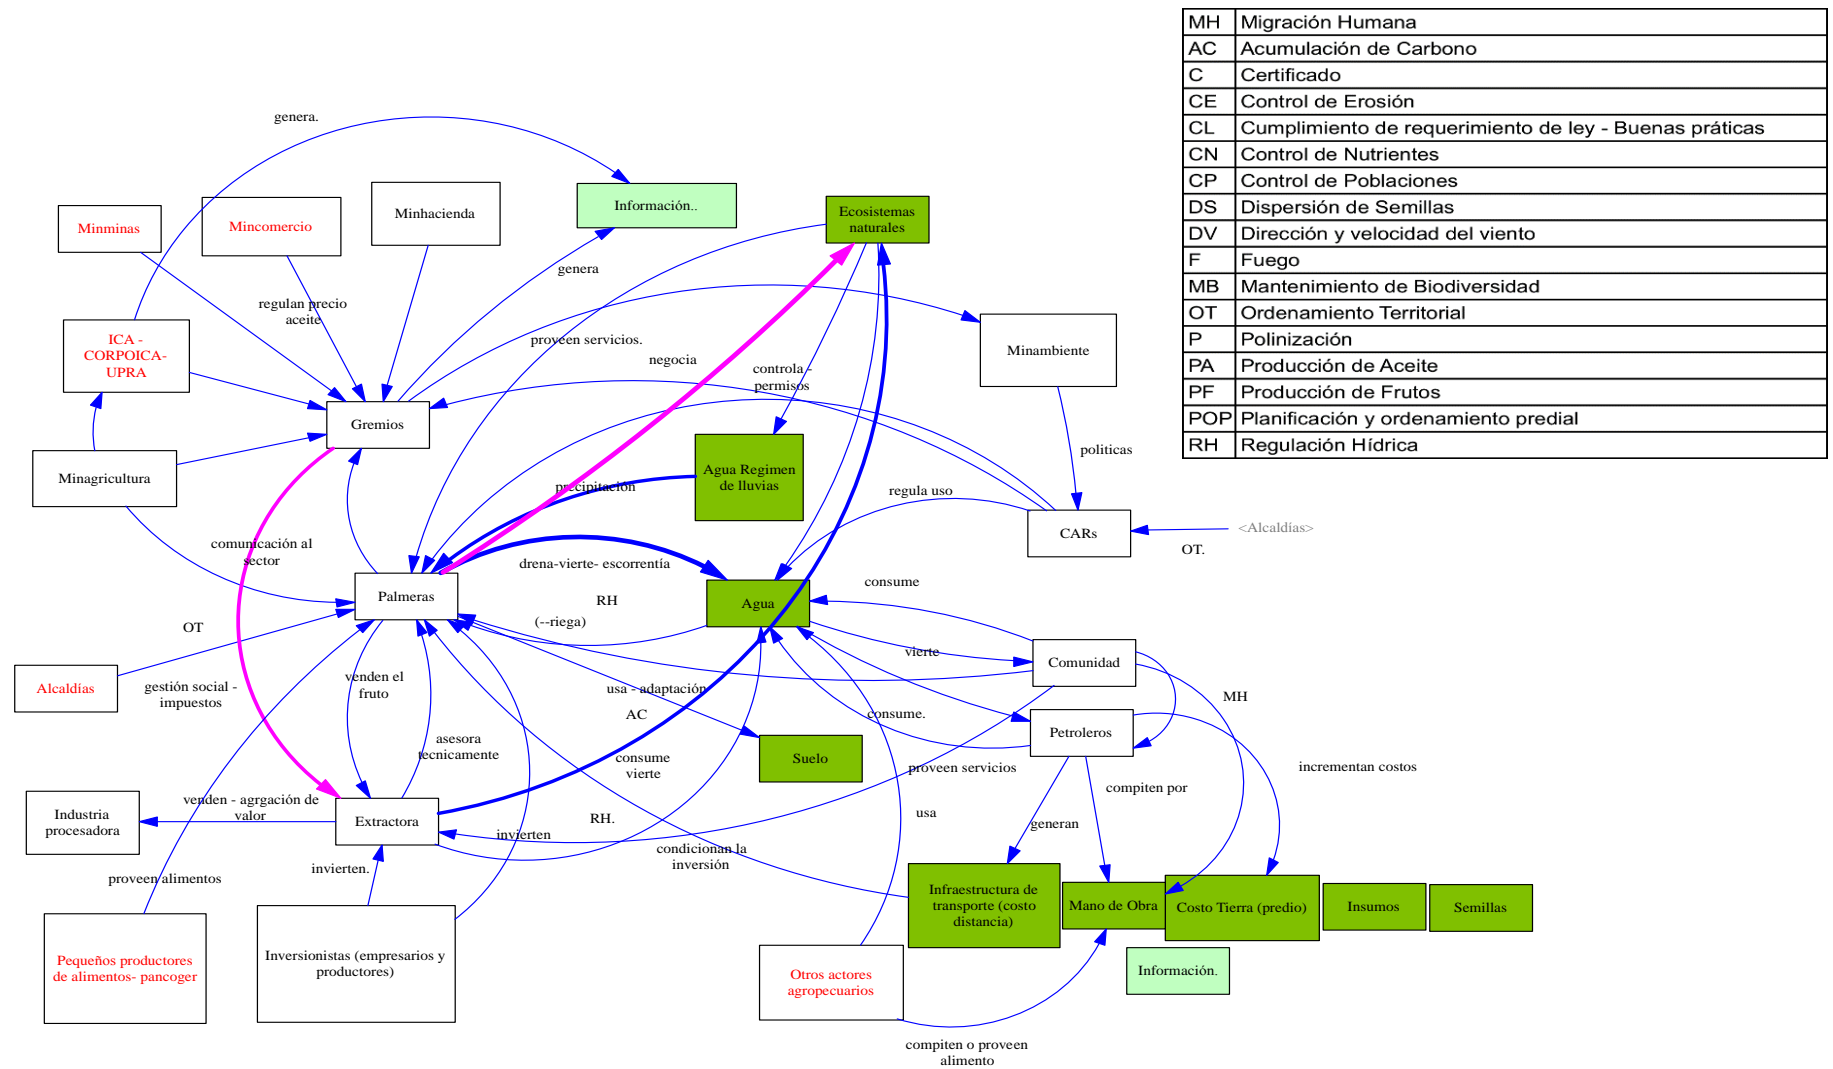 MH Migración Humana
AC Acumulación de Carbono
C Certificado
CE Control de Erosión
CL Cumplimiento de requerimiento de ley - Buenas práticas
CN Control de Nutrientes
CP Control de Poblaciones
DS Dispersión de Semillas
DV Dirección y velocidad del viento
F Fuego
MB Mantenimiento de Biodiversidad
OT Ordenamiento Territorial
P Polinización
PA Producción de Aceite
PF Producción de Frutos
POP Planificación y ordenamiento predial
RH Regulación Hídrica
genera.
Minminas
Mincomercio
Minhacienda
Información..
Ecosistemas
naturales
genera
regulan precio
aceite
ICA -
CORPOICA-
UPRA
proveen servicios.
negocia
controla -
permisos
Minambiente
Gremios
Minagricultura
Agua Regimen
de lluvias
precipitación
politicas
regula uso
CARs
<Alcaldías>
OT.
comunicación al
sector
drena-vierte- escorrentía
consume
Palmeras
RH
(--riega)
Agua
OT
vierte
Comunidad
Alcaldías
gestión social -
impuestos
venden el
fruto
usa - adaptación
AC
MH
consume.
Petroleros
asesora
tecnicamente
consume
vierte
Suelo
proveen servicios
incrementan costos
compiten por
Industria
procesadora
venden - agrgación de
valor
Extractora
invierten
RH.
usa
generan
condicionan la
inversión
invierten.
proveen alimentos
Infraestructura de
transporte (costo
distancia)
Mano de Obra
Costo Tierra (predio)
Insumos
Semillas
Pequeños productores
de alimentos- pancoger
Inversionistas (empresarios y
productores)
Otros actores
agropecuarios
Información.
compiten o proveen
alimento